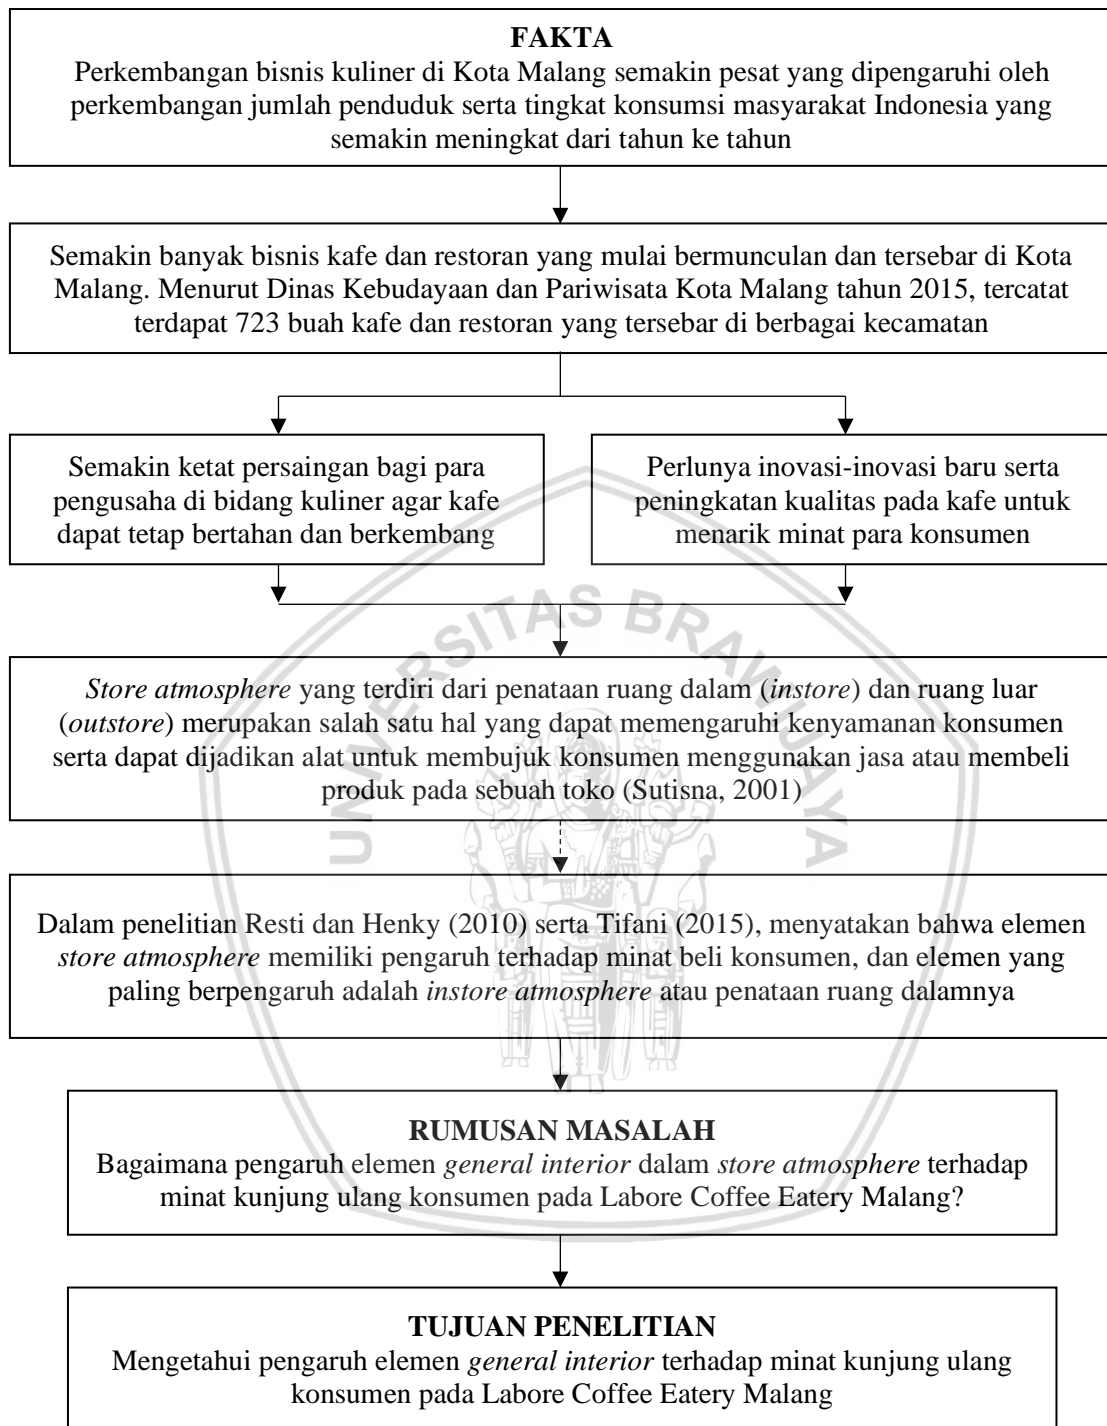 FAKTA
Perkembangan bisnis kuliner di Kota Malang semakin pesat yang dipengaruhi oleh
perkembangan jumlah penduduk serta tingkat konsumsi masyarakat Indonesia yang
semakin meningkat dari tahun ke tahun
Semakin banyak bisnis kafe dan restoran yang mulai bermunculan dan tersebar di Kota
Malang. Menurut Dinas Kebudayaan dan Pariwisata Kota Malang tahun 2015, tercatat
terdapat 723 buah kafe dan restoran yang tersebar di berbagai kecamatan
Semakin ketat persaingan bagi para
pengusaha di bidang kuliner agar kafe
dapat tetap bertahan dan berkembang
Perlunya inovasi-inovasi baru serta
peningkatan kualitas pada kafe untuk
menarik minat para konsumen
UNIVERSITAS BRAWIJAYA
Store atmosphere yang terdiri dari penataan ruang dalam (instore) dan ruang luar
(outstore) merupakan salah satu hal yang dapat memengaruhi kenyamanan konsumen
serta dapat dijadikan alat untuk membujuk konsumen menggunakan jasa atau membeli
produk pada sebuah toko (Sutisna, 2001)
Dalam penelitian Resti dan Henky (2010) serta Tifani (2015), menyatakan bahwa elemen
store atmosphere memiliki pengaruh terhadap minat beli konsumen, dan elemen yang
paling berpengaruh adalah instore atmosphere atau penataan ruang dalamnya
RUMUSAN MASALAH
Bagaimana pengaruh elemen general interior dalam store atmosphere terhadap
minat kunjung ulang konsumen pada Labore Coffee Eatery Malang?
TUJUAN PENELITIAN
Mengetahui pengaruh elemen general interior terhadap minat kunjung ulang
konsumen pada Labore Coffee Eatery Malang